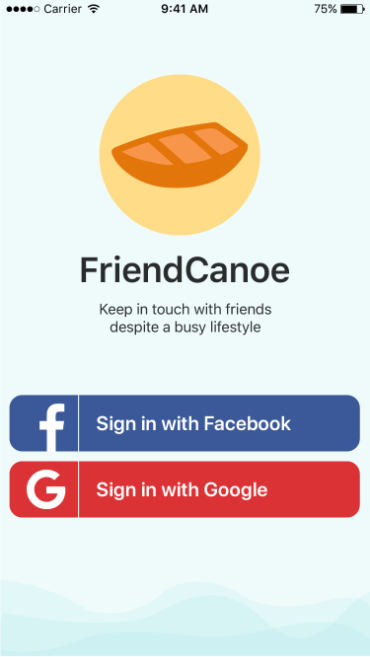 Carrier 9:41 AM 75%
FriendCanoe
Keep in touch with friends
despite a busy lifestyle
f Sign in with Facebook
G Sign in with Google